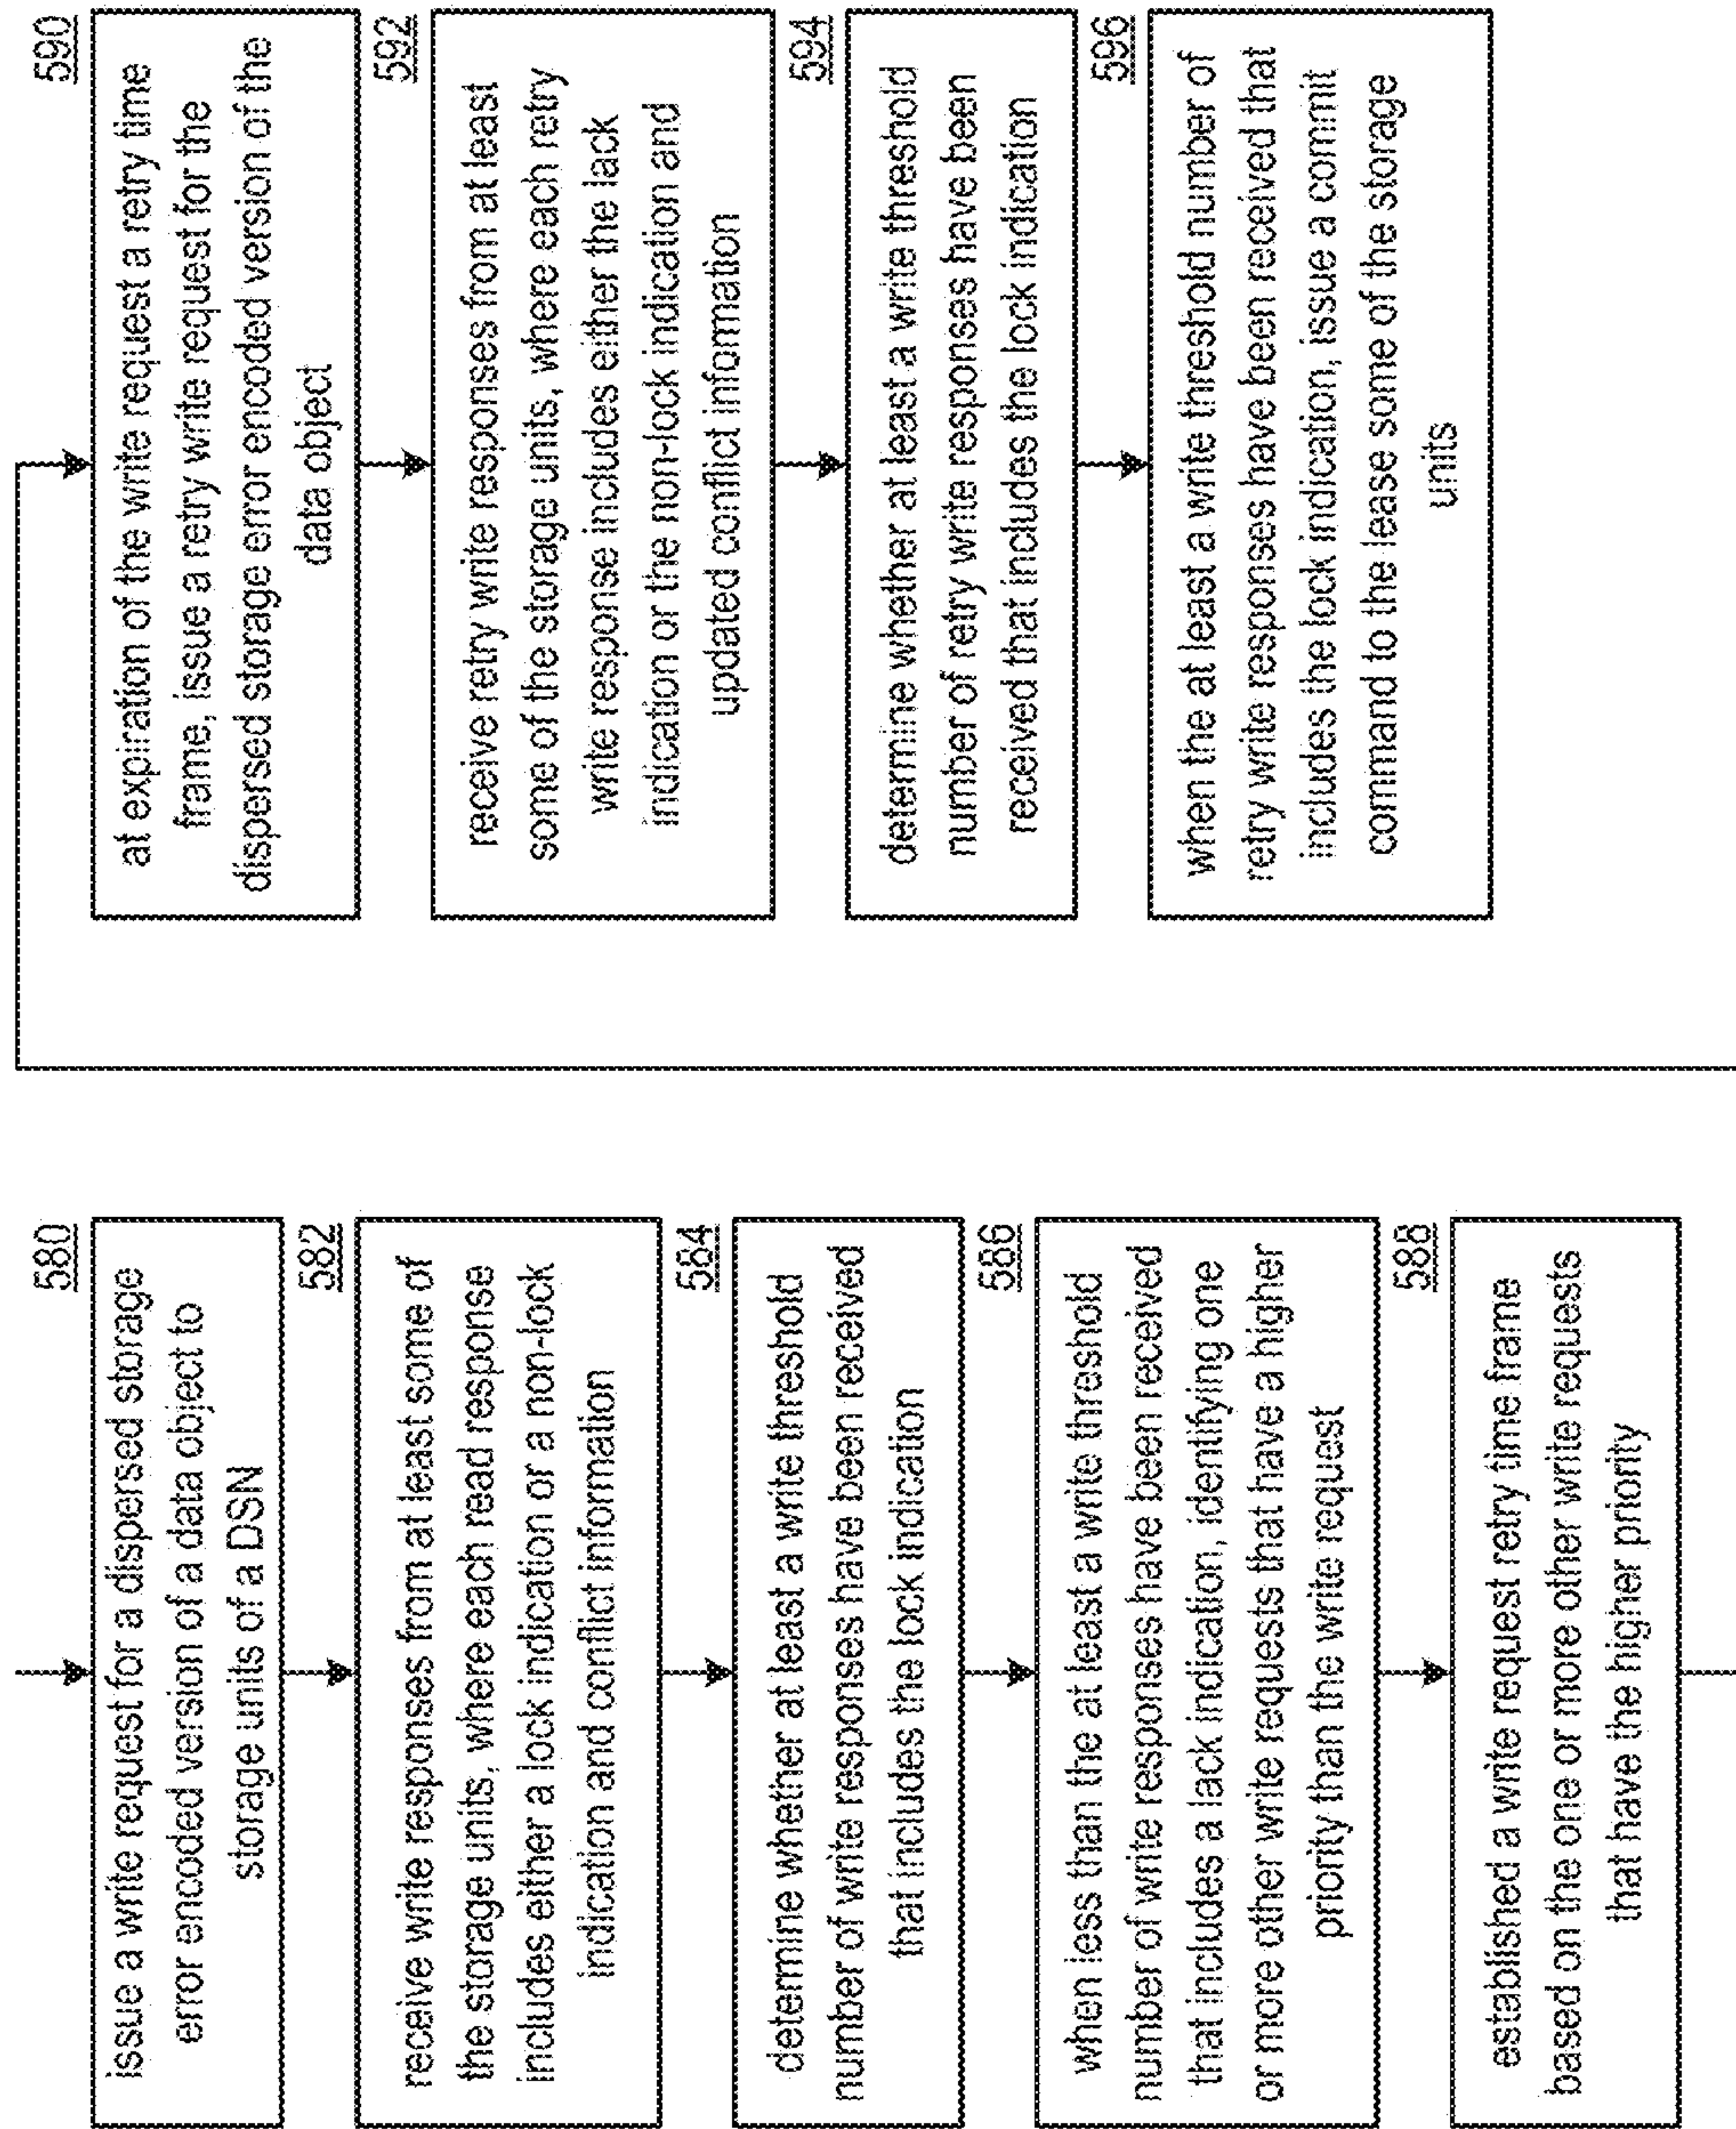 580
issue a write request for a dispersed storage
error encoded version of a data object to
storage units of a DSN
582
receive write responses from at least some of
the storage units, where each read response
includes either a lock indication or a non-lock
indication and conflict information
584
determine whether at least a write threshold
number of write responses have been received
that includes the lock indication
586
when less than the at least a write threshold
number of write responses have been received
that includes a lack indication, identifying one
or more other write requests that have a higher
priority than the write request
588
established a write request retry time frame
based on the one or more other write requests
that have the higher priority
590
at expiration of the write request a retry time
frame, issue a retry write request for the
dispersed storage error encoded version of the
data object
592
receive retry write responses from at least
some of the storage units, where each retry
write response includes either the lack
indication or the non-lock indication and
updated conflict information
594
determine whether at least a write threshold
number of retry write responses have been
received that includes the lock indication
596
when the at least a write threshold number of
retry write responses have been received that
includes the lock indication, issue a commit
command to the lease some of the storage
units